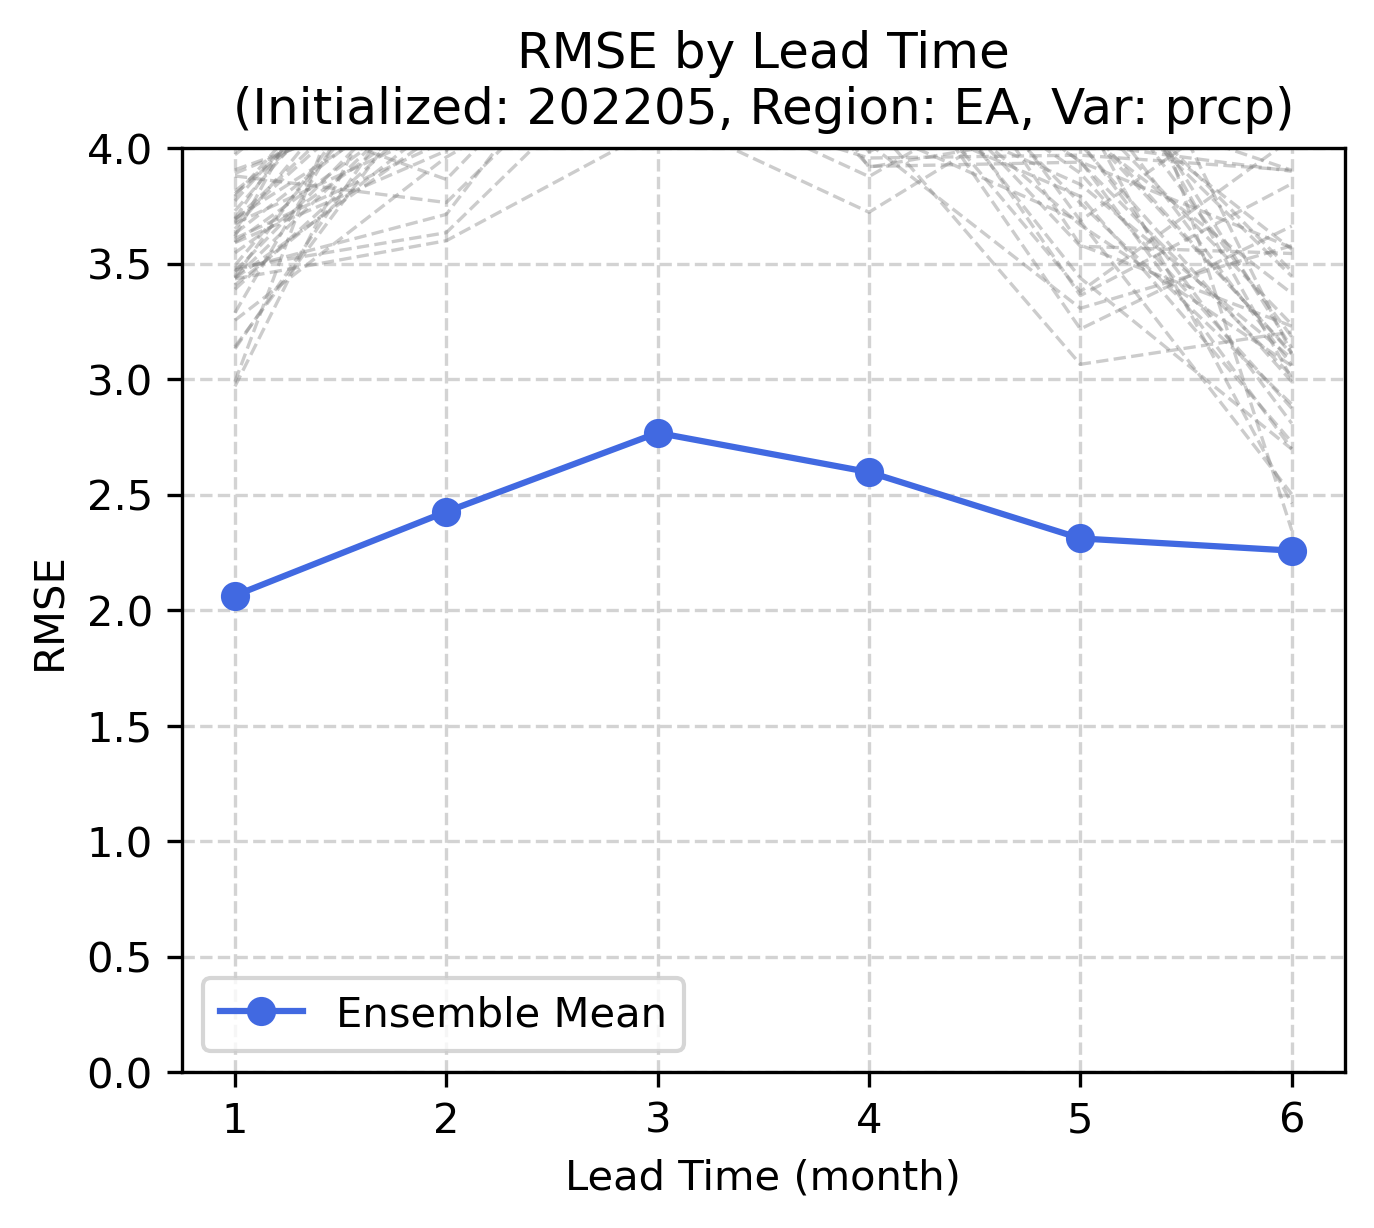 RMSE by Lead Time
(Initialized: 202205, Region: EA, Var: prcp)
4.0
3.5
3.0
2.5
2.0
1.5
1.0
0.5
0.0
RMSE
Ensemble Mean
1 2 3 4 5 6
Lead Time (month)